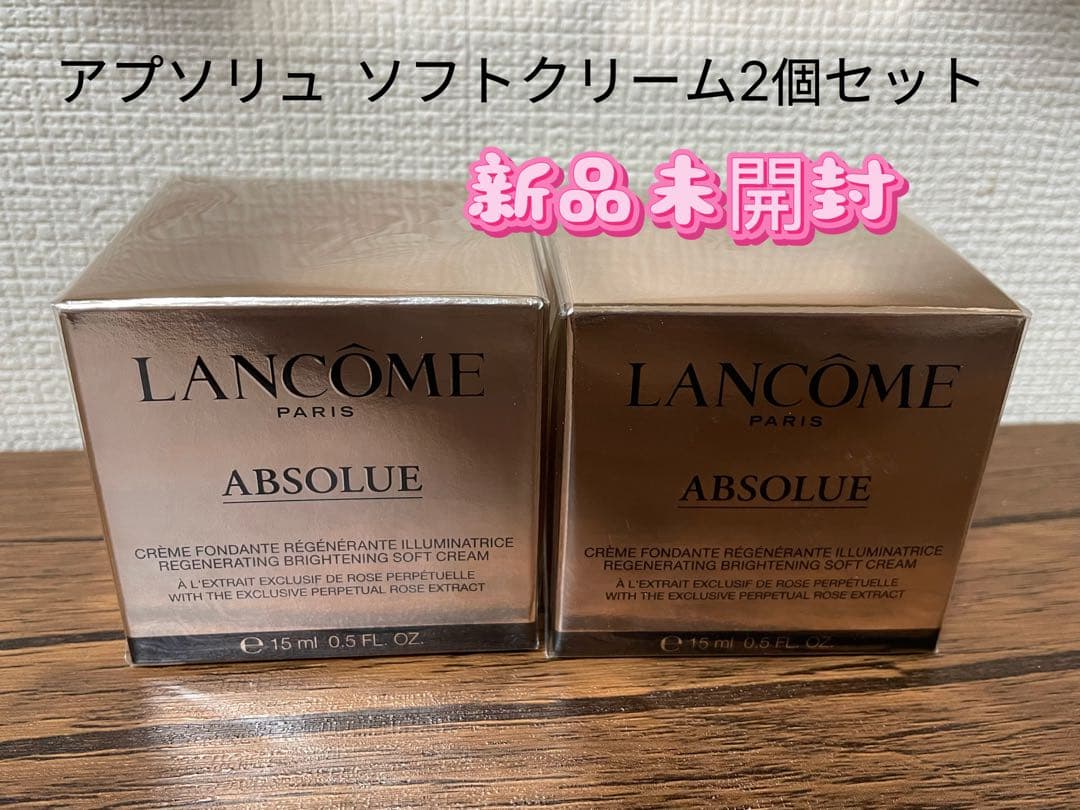 アプソリュ ソフトクリーム2個セット
新品未開封
LANCÔME
PARIS
ABSOLUE
CRÈME FONDANTE RÉGÉNÉRANTE ILLUMINATRICE
REGENERATING BRIGHTENING SOFT CREAM
À L'EXTRAIT EXCLUSIF DE ROSE PERPÉTUELLE
WITH THE EXCLUSIVE PERPETUAL ROSE EXTRACT
℮ 15 ml 0.5 FL. OZ.
LANCÔME
PARIS
ABSOLUE
CRÈME FONDANTE RÉGÉNÉRANTE ILLUMINATRICE
REGENERATING BRIGHTENING SOFT CREAM
À L'EXTRAIT EXCLUSIF DE ROSE PERPÉTUELLE
WITH THE EXCLUSIVE PERPETUAL ROSE EXTRACT
℮ 15 ml 0.5 FL. OZ.